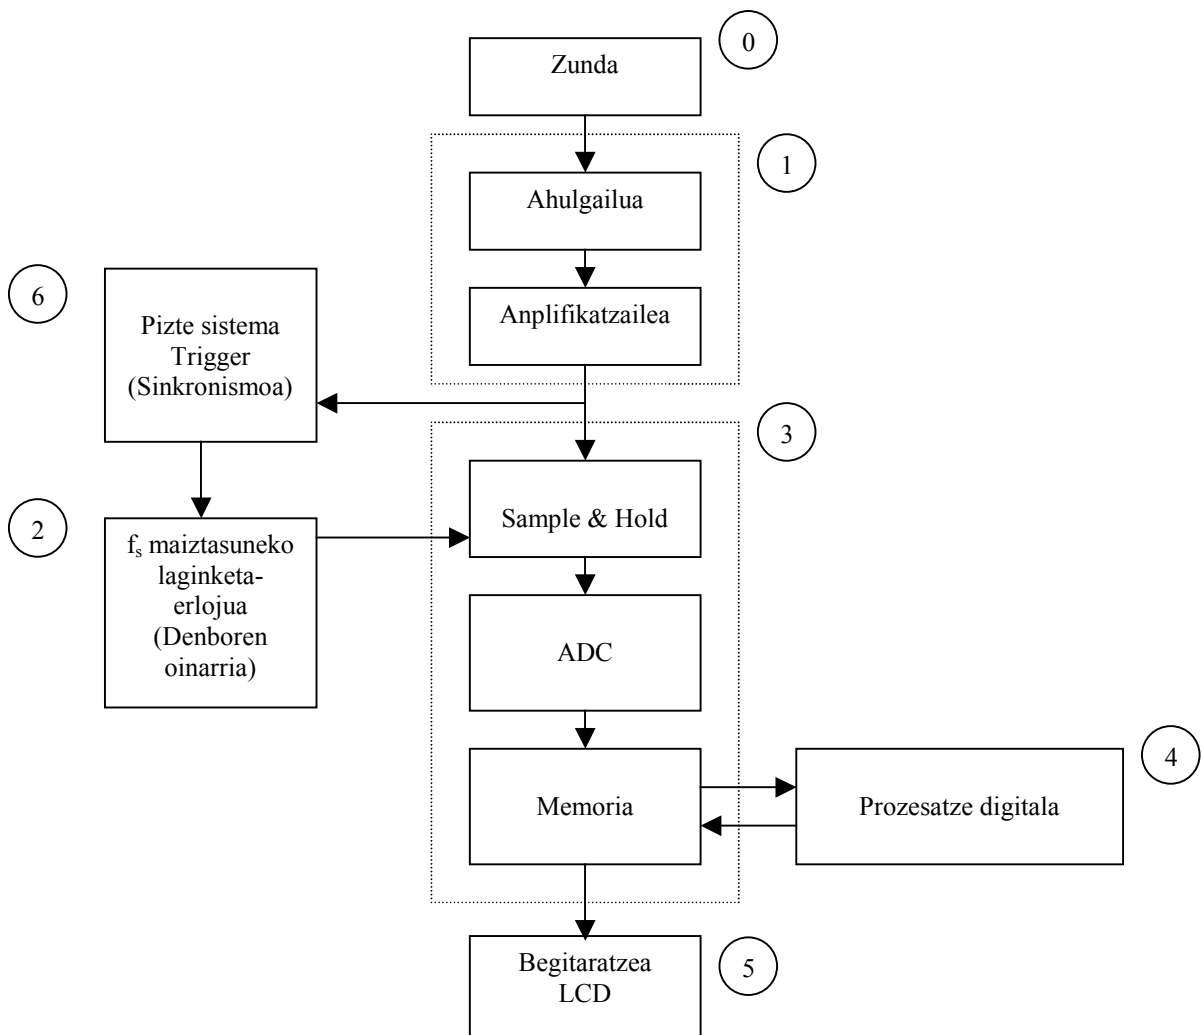 0
Zunda
1
Ahulgailua
Anplifikatzailea
6
Pizte sistema
Trigger
(Sinkronismoa)
3
Sample & Hold
2
fs maiztasuneko
laginketa-
erlojua
(Denboren
oinarria)
ADC
4
Memoria
Prozesatze digitala
5
Begitaratzea
LCD